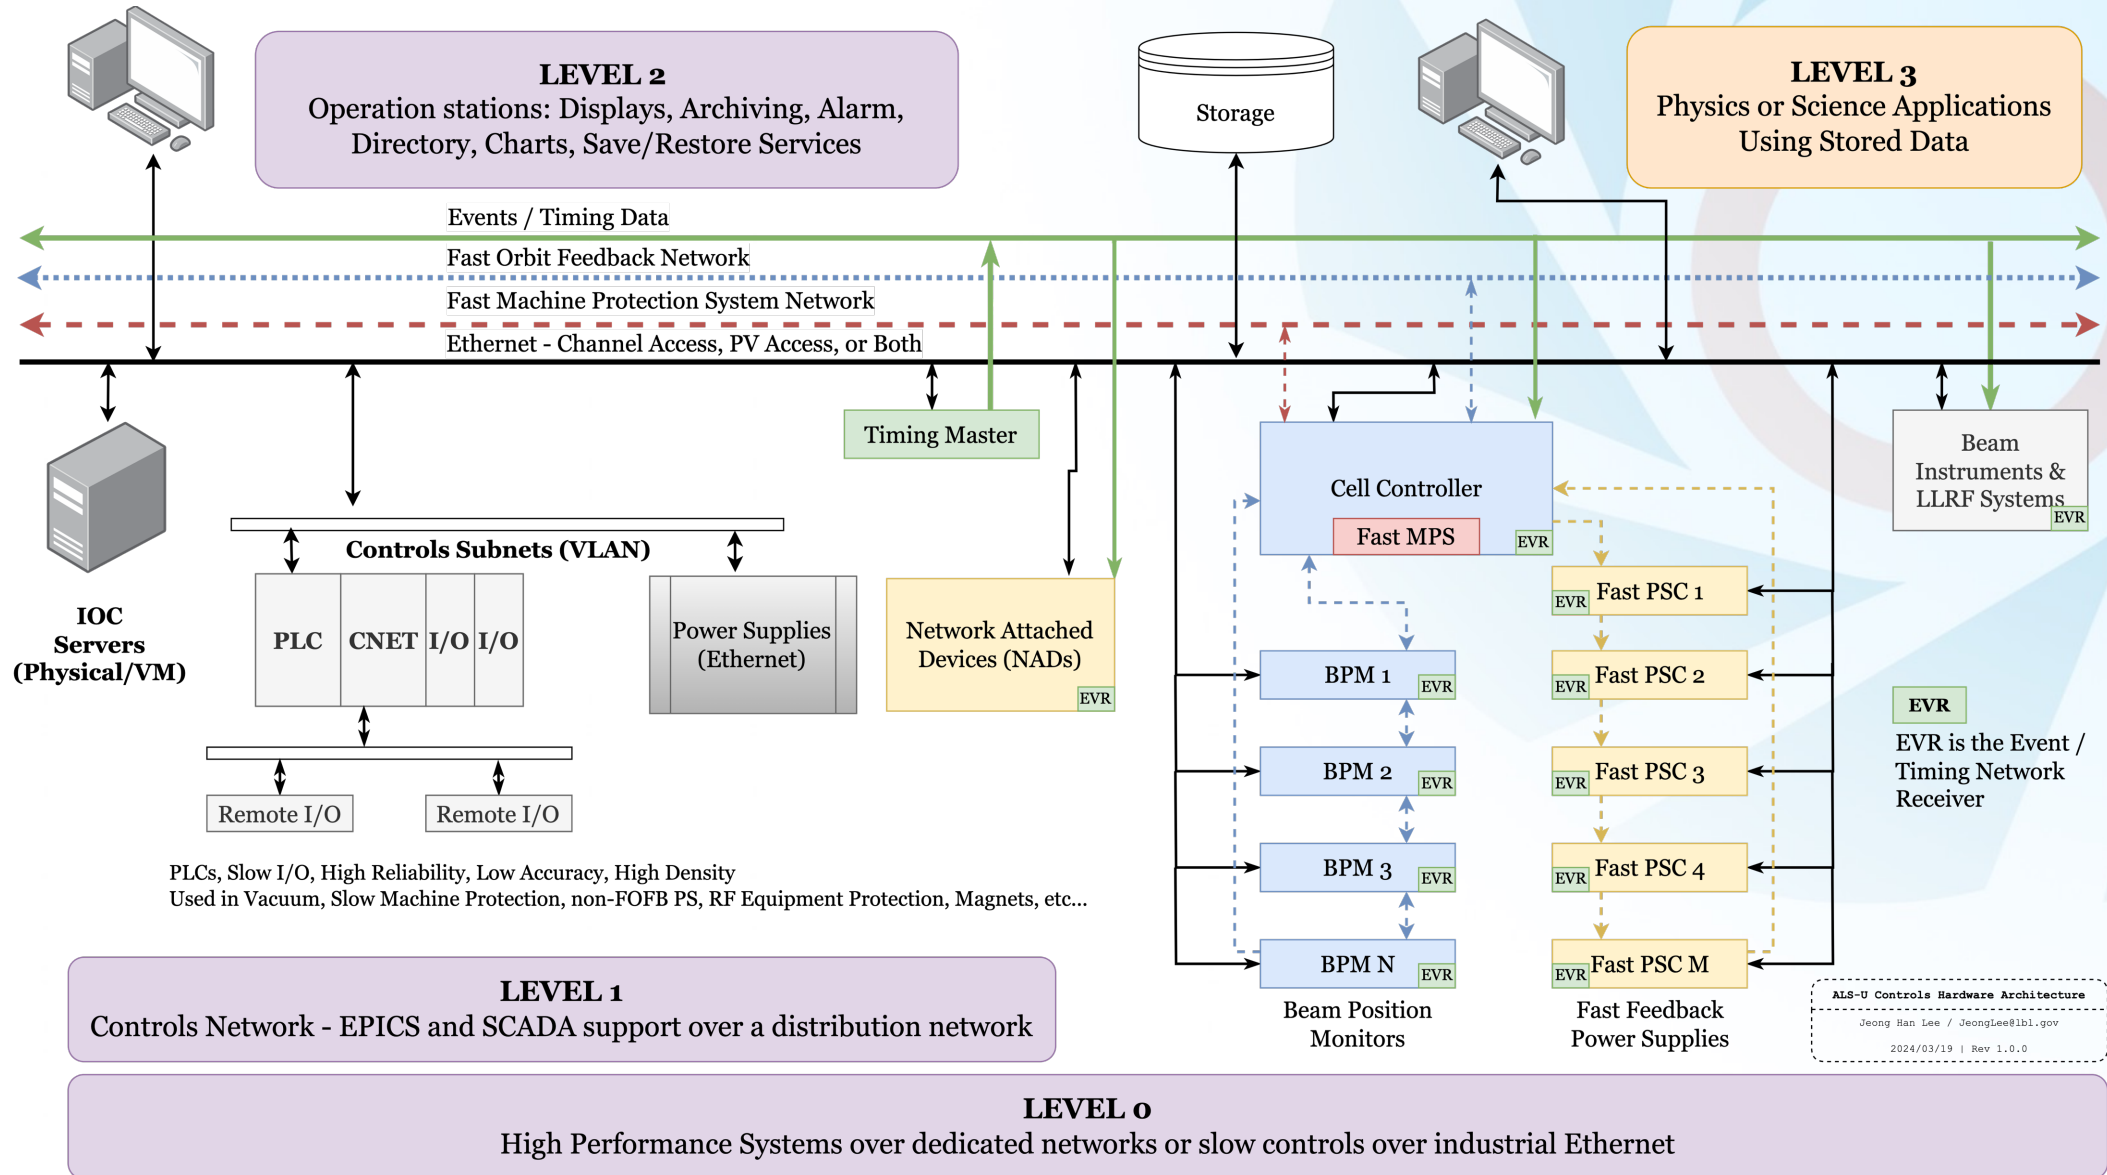 LEVEL 2
Operation stations: Displays, Archiving, Alarm,
Directory, Charts, Save/Restore Services
Storage
LEVEL 3
Physics or Science Applications
Using Stored Data
Events / Timing Data
Fast Orbit Feedback Network
Fast Machine Protection System Network
Ethernet - Channel Access, PV Access, or Both
Timing Master
Cell Controller
Fast MPS
EVR
Beam
Instruments &
LLRF Systems
EVR
Controls Subnets (VLAN)
IOC
Servers
(Physical/VM)
PLC
CNET
I/O
I/O
Power Supplies
(Ethernet)
Network Attached
Devices (NADs)
EVR
Remote I/O
Remote I/O
PLCs, Slow I/O, High Reliability, Low Accuracy, High Density
Used in Vacuum, Slow Machine Protection, non-FOFB PS, RF Equipment Protection, Magnets, etc...
BPM 1
EVR
BPM 2
EVR
BPM 3
EVR
BPM N
EVR
Beam Position
Monitors
Fast PSC 1
EVR
Fast PSC 2
EVR
Fast PSC 3
EVR
Fast PSC 4
EVR
Fast PSC M
EVR
Fast Feedback
Power Supplies
EVR
EVR is the Event /
Timing Network
Receiver
LEVEL 1
Controls Network - EPICS and SCADA support over a distribution network
ALS-U Controls Hardware Architecture
Jeong Han Lee / JeongLee@lbl.gov
2024/03/19 | Rev 1.0.0
LEVEL 0
High Performance Systems over dedicated networks or slow controls over industrial Ethernet